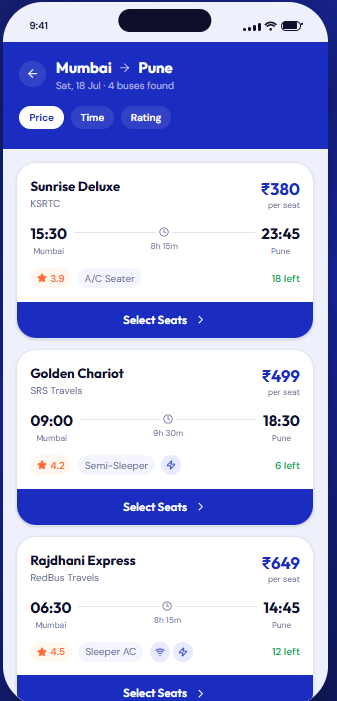 9:41
Mumbai → Pune
Sat, 18 Jul · 4 buses found
Price Time Rating
Sunrise Deluxe ₹380
KSRTC per seat
15:30 23:45
Mumbai 8h 15m Pune
3.9 A/C Seater 18 left
Select Seats
Golden Chariot ₹499
SRS Travels per seat
09:00 18:30
Mumbai 9h 30m Pune
4.2 Semi-Sleeper 6 left
Select Seats
Rajdhani Express ₹649
RedBus Travels per seat
06:30 14:45
Mumbai 8h 15m Pune
4.5 Sleeper AC 12 left
Select Seats